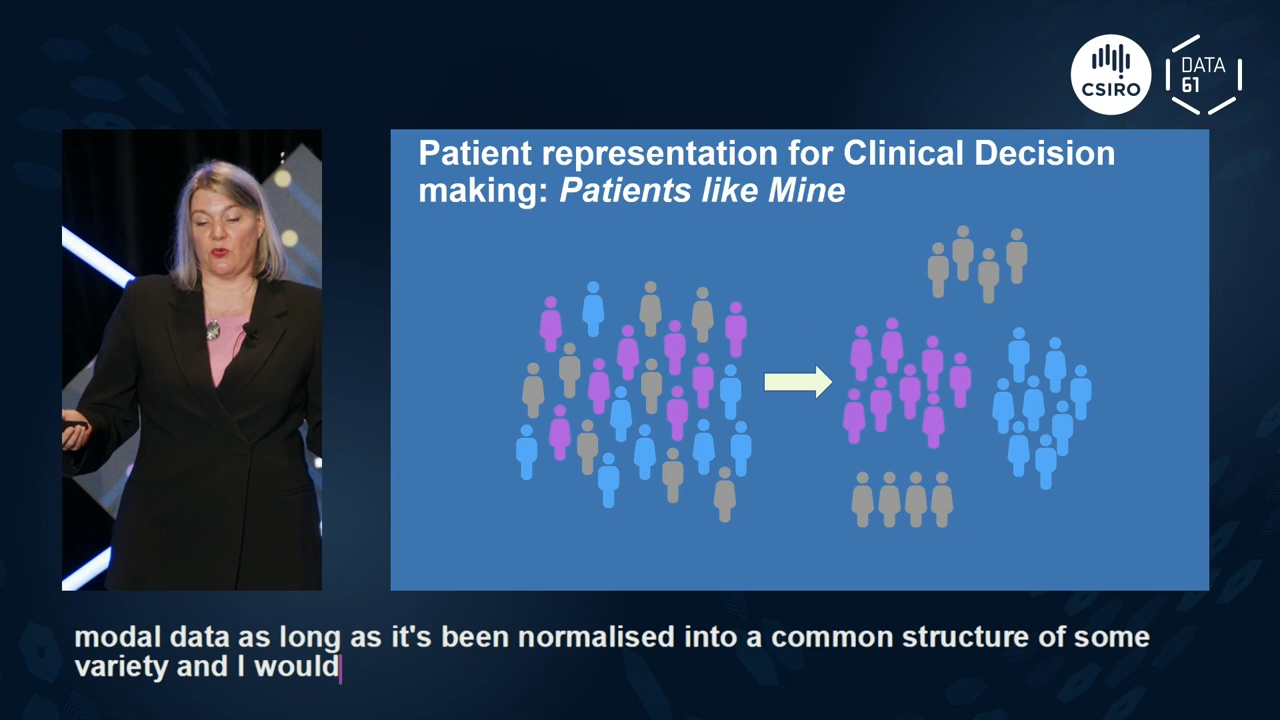 CSIRO
DATA
61
Patient representation for Clinical Decision
making: Patients like Mine
modal data as long as it's been normalised into a common structure of some
variety and I would